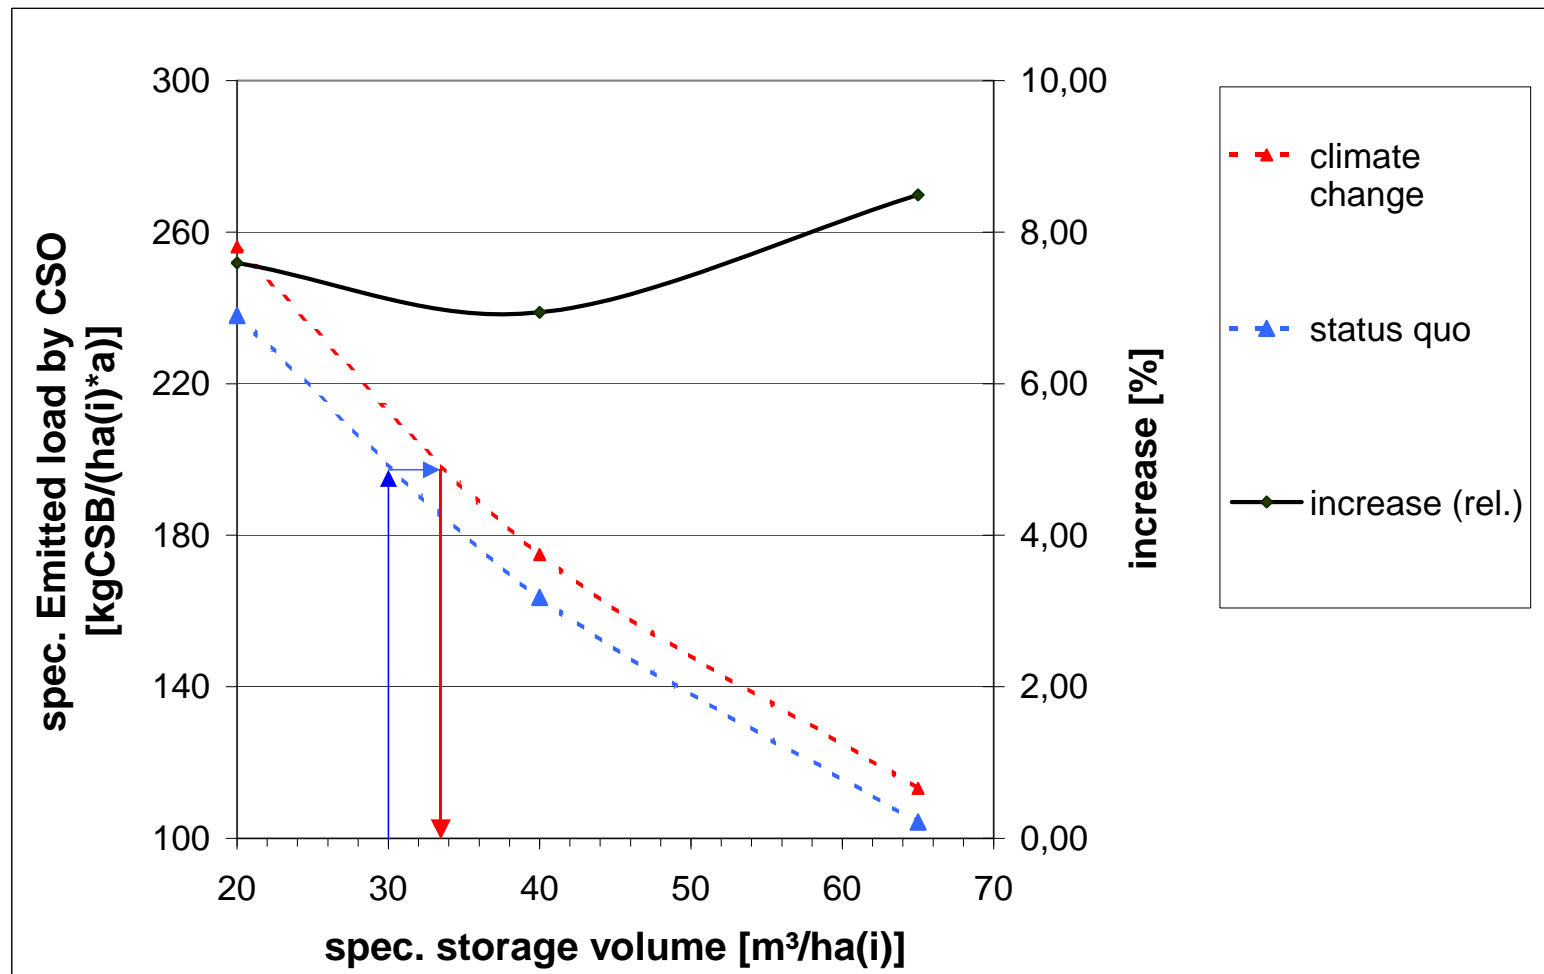 spec. Emitted load by CSO
[kgCSB/(ha(i)*a)]
300
260
220
180
140
100
10,00
8,00
6,00
4,00
2,00
0,00
increase [%]
20 30 40 50 60 70
spec. storage volume [m³/ha(i)]
climate
change
status quo
increase (rel.)